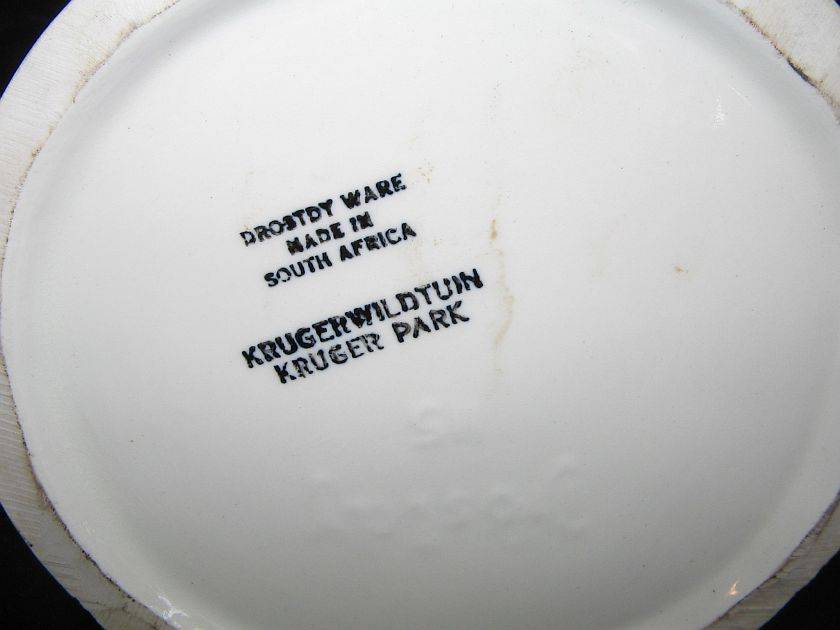 DROSTDY WARE
MADE IN
SOUTH AFRICA
KRUGERWILDTUIN
KRUGER PARK